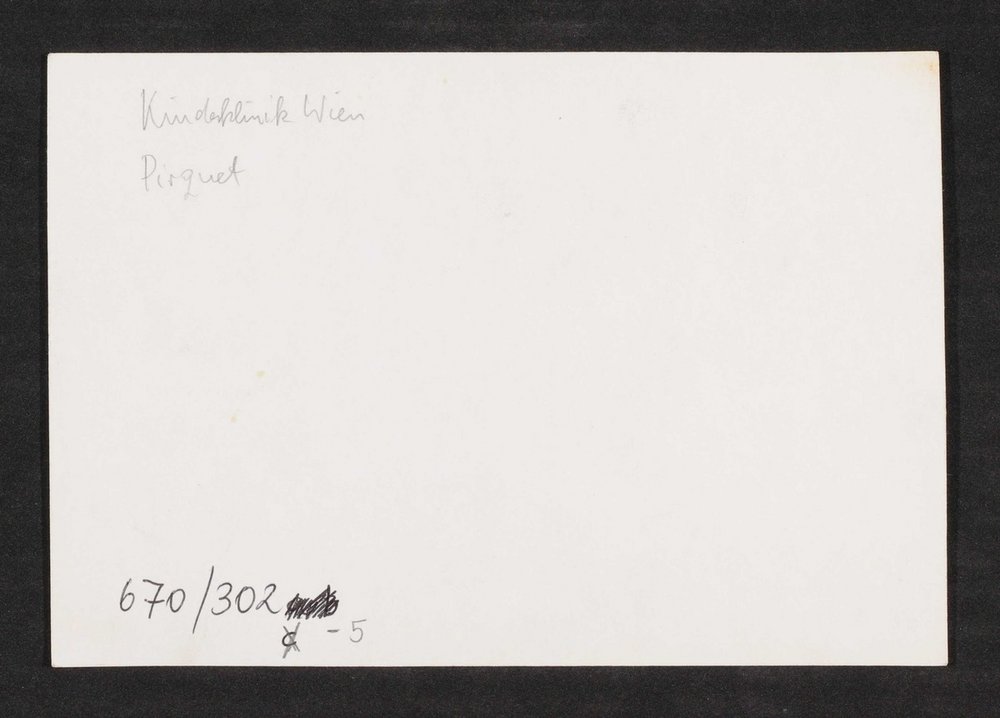 Kinderklinik Wien
Pirquet
670/302
c -5